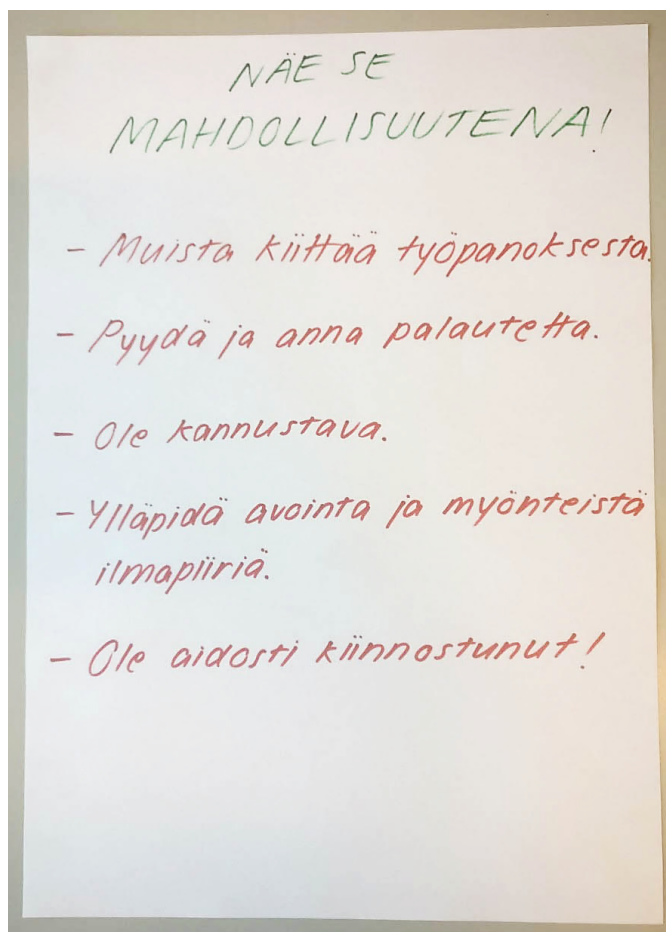 NÄE SE
MAHDOLLISUUTENA!
- Muista kiittää työpanoksesta.
- Pyydä ja anna palautetta.
- Ole kannustava.
- Ylläpidä avointa ja myönteistä
ilmapiiriä.
- Ole aidosti kiinnostunut!